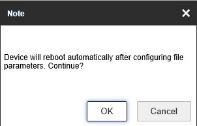 Note
Device will reboot automatically after configuring file
parameters. Continue?
OK
Cancel